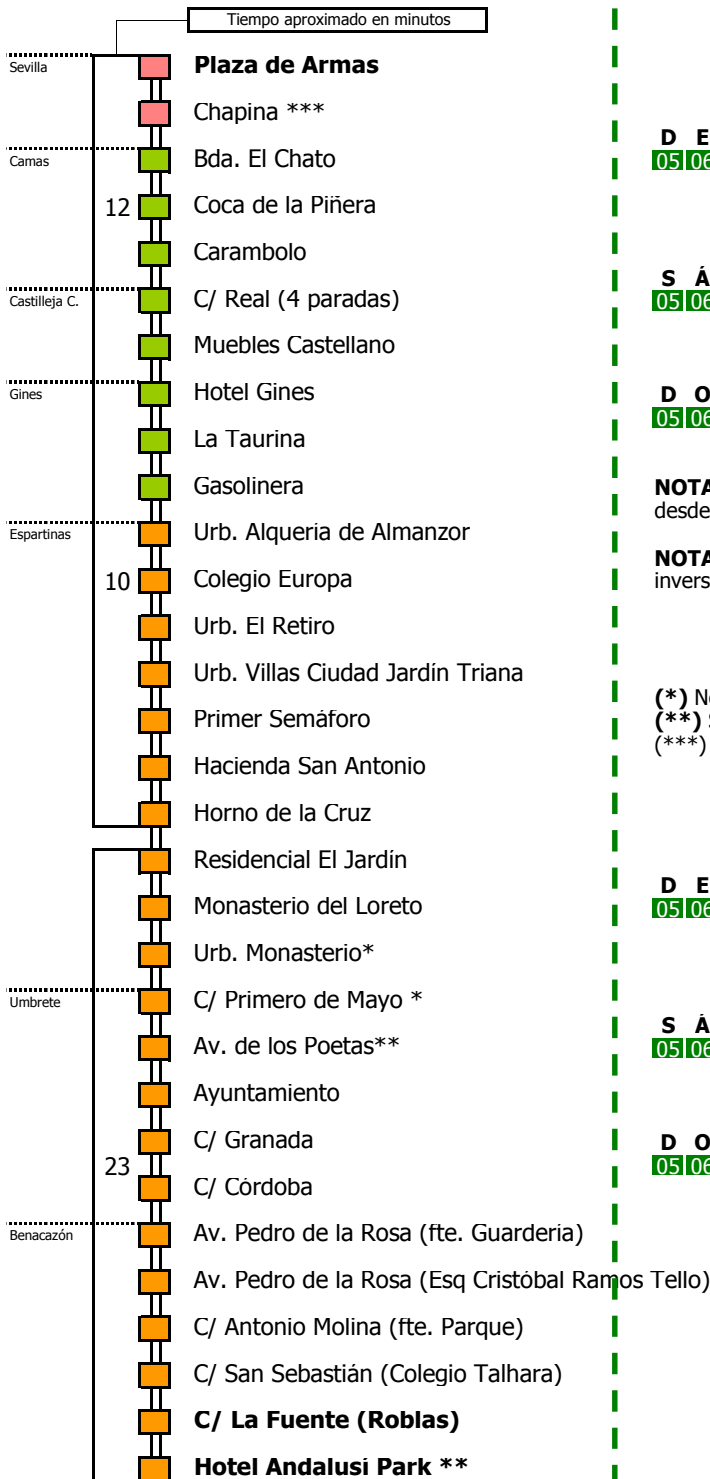 Tiempo aproximado en minutos
Sevilla
Plaza de Armas
Chapina ***
Camas
Bda. El Chato
12
Coca de la Piñera
Carambolo
Castilleja C.
C/ Real (4 paradas)
Muebles Castellano
Gines
Hotel Gines
La Taurina
Gasolinera
Espartinas
Urb. Alqueria de Almanzor
10
Colegio Europa
Urb. El Retiro
Urb. Villas Ciudad Jardín Triana
Primer Semáforo
Hacienda San Antonio
Horno de la Cruz
Residencial El Jardín
Monasterio del Loreto
Urb. Monasterio*
Umbrete
C/ Primero de Mayo *
Av. de los Poetas**
Ayuntamiento
C/ Granada
23
C/ Córdoba
Benacazón
Av. Pedro de la Rosa (fte. Guarderia)
Av. Pedro de la Rosa (Esq Cristóbal Ramos Tello)
C/ Antonio Molina (fte. Parque)
C/ San Sebastián (Colegio Talhara)
C/ La Fuente (Roblas)
Hotel Andalusí Park **
D E
05 06
S Á
05 06
D O
05 06
NOTA
desde
NOTA
invers
(*) N
(**)
(***)
D E
05 06
S Á
05 06
D O
05 06